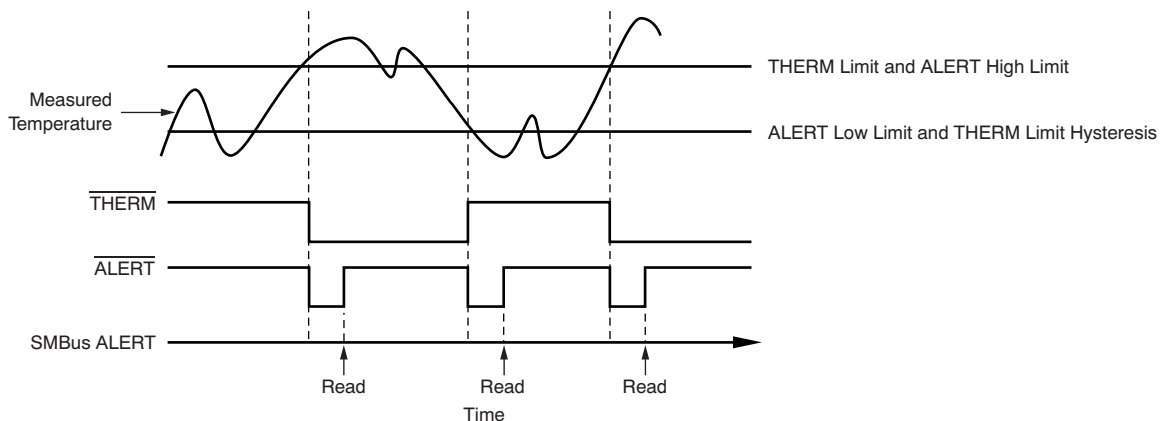 THERM Limit and ALERT High Limit
Measured
Temperature
ALERT Low Limit and THERM Limit Hysteresis
THERM
ALERT
SMBus ALERT
Read
Read
Read
Time